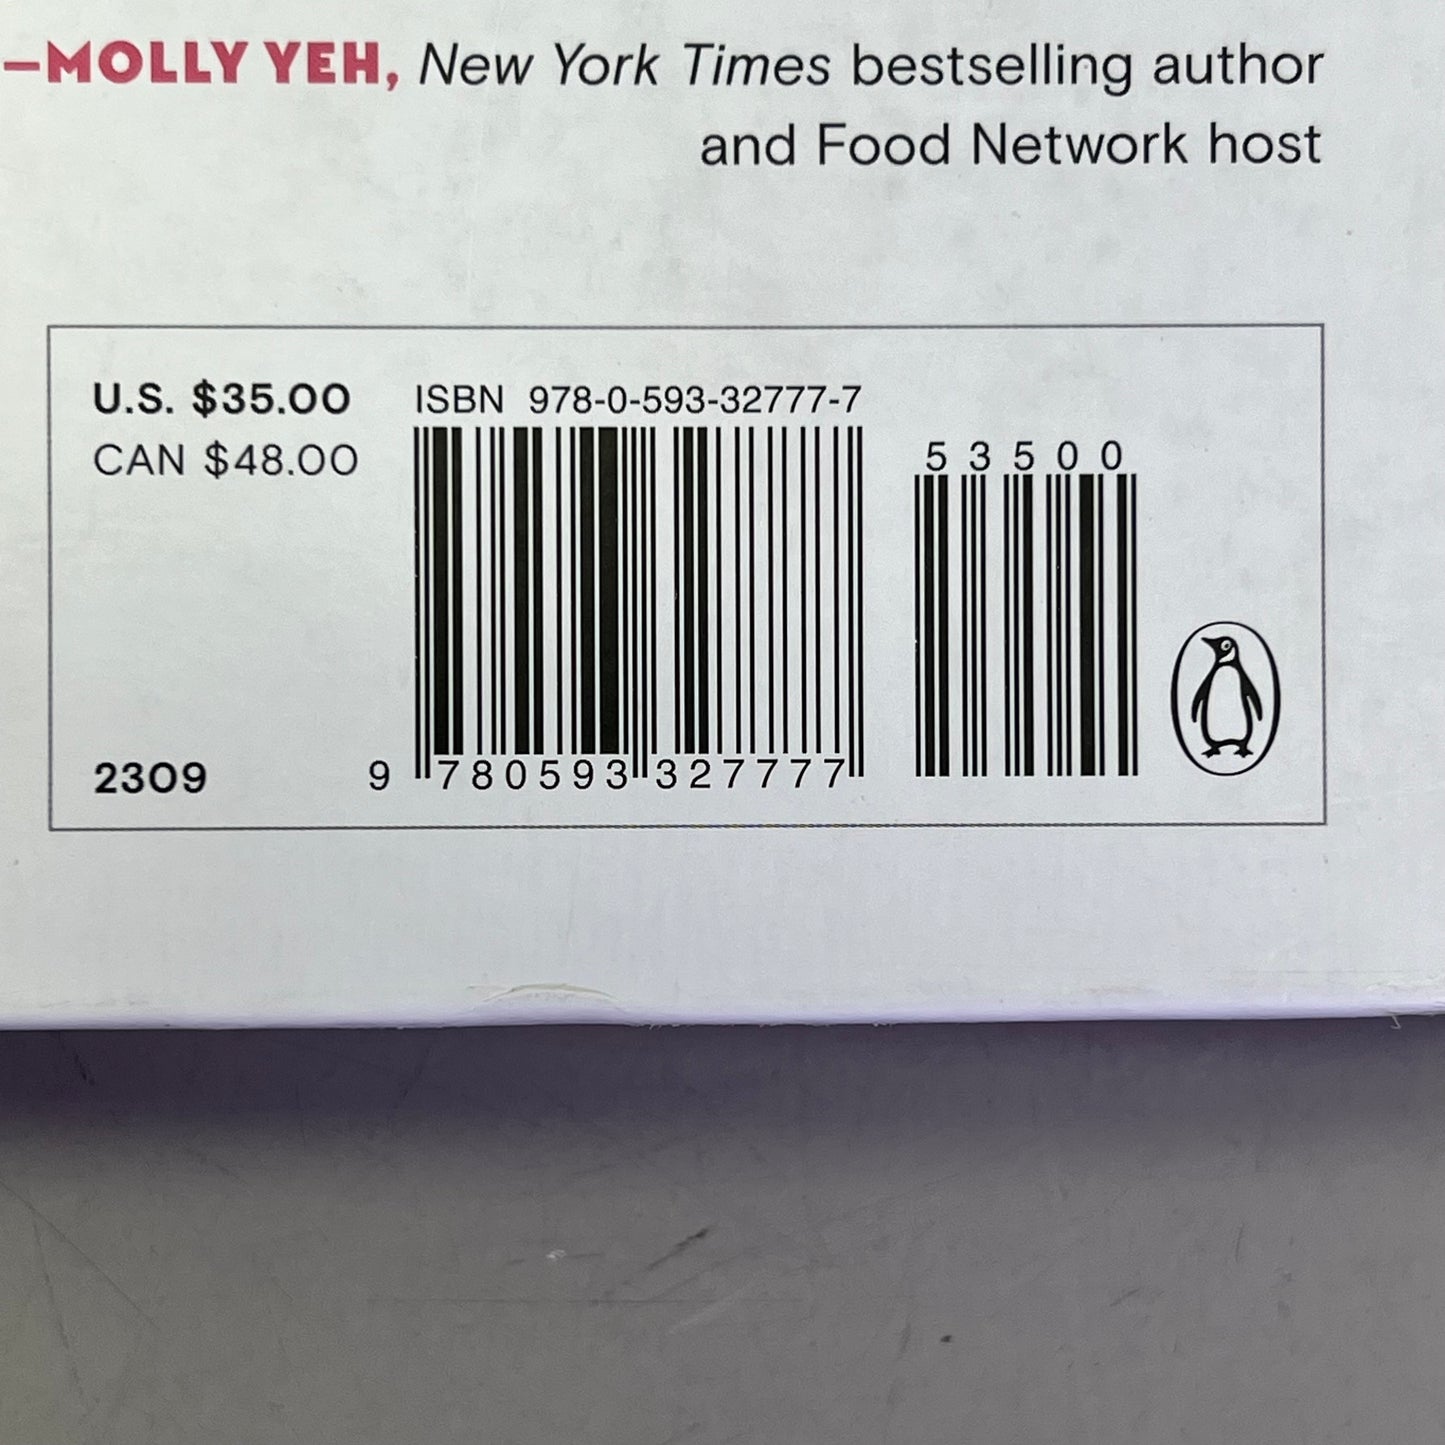 —MOLLY YEH, New York Times bestselling author
and Food Network host
U.S. $35.00
CAN $48.00
ISBN 978-0-593-32777-7
53500
9 780593 327777
2309